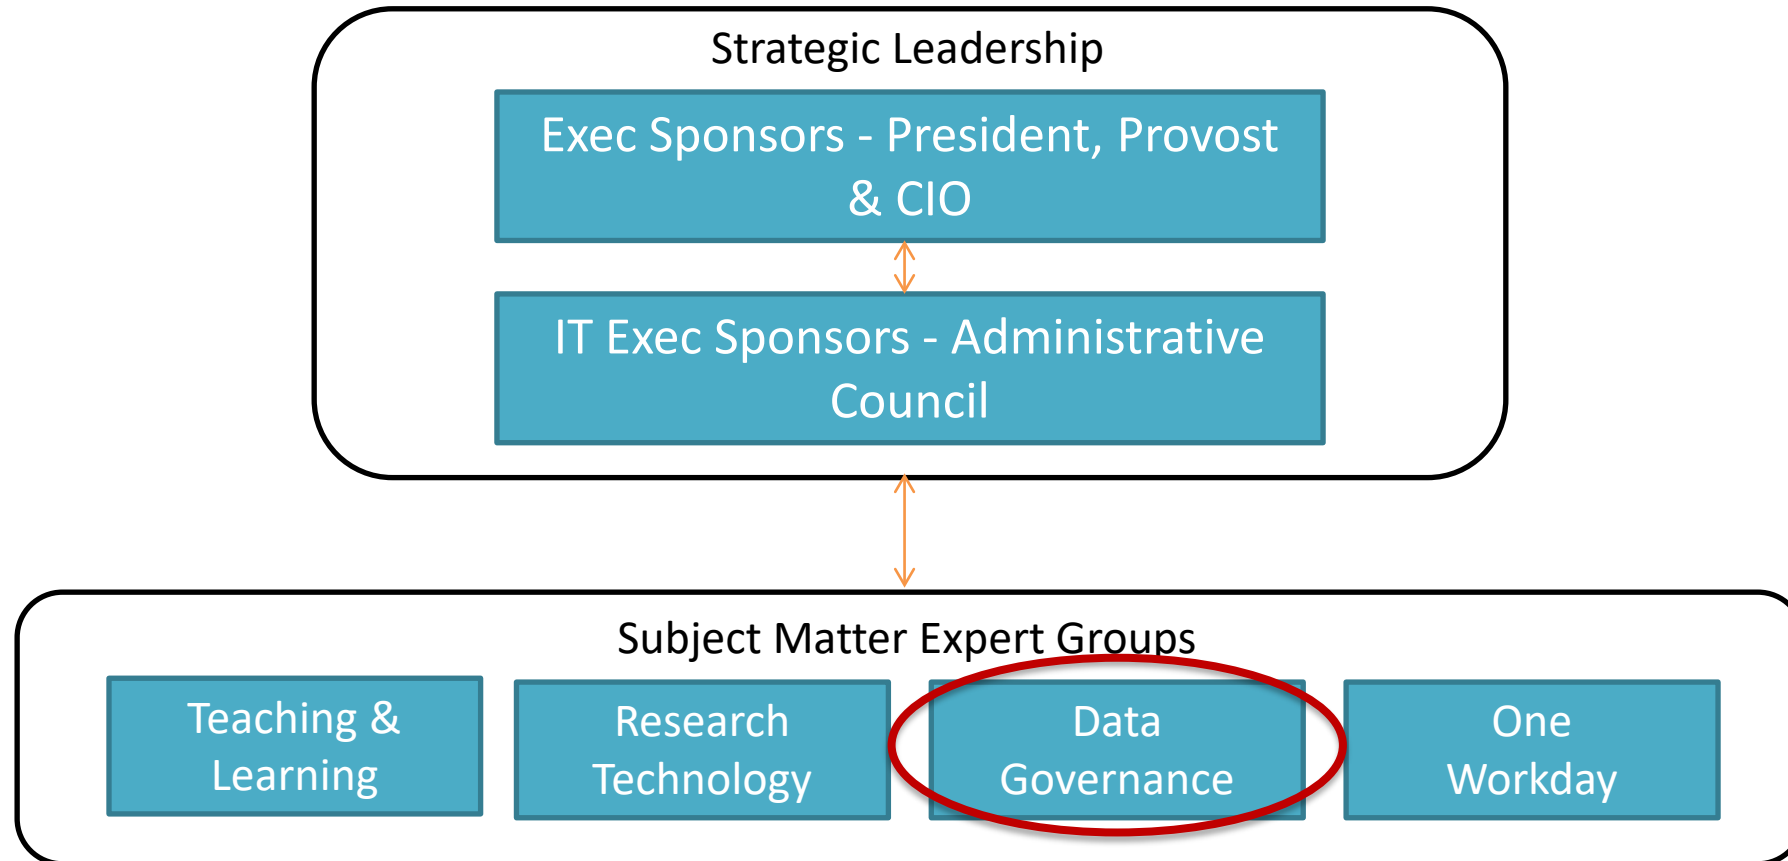 Strategic Leadership
Exec Sponsors - President, Provost
& CIO
IT Exec Sponsors - Administrative
Council
Subject Matter Expert Groups
Teaching &
Learning
Research
Technology
Data
Governance
One
Workday